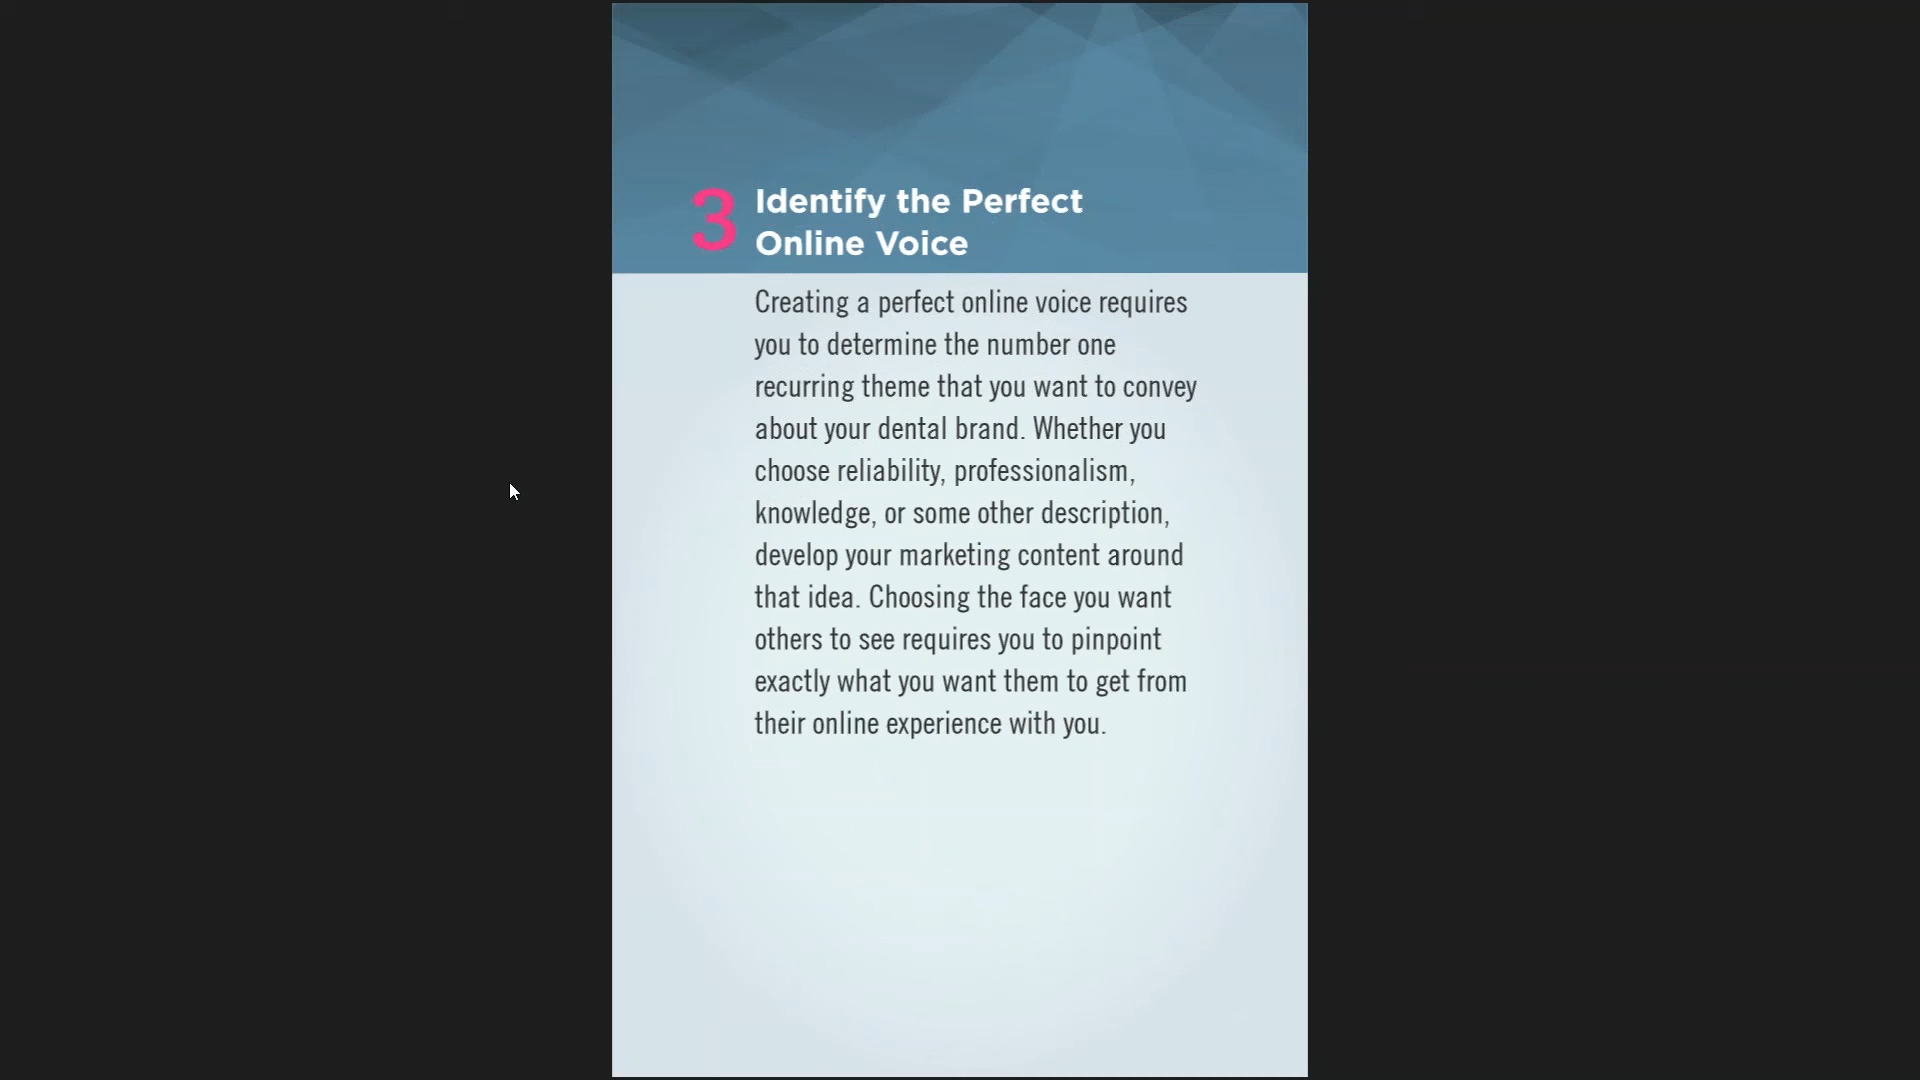 3 Identify the Perfect
Online Voice
Creating a perfect online voice requires
you to determine the number one
recurring theme that you want to convey
about your dental brand. Whether you
choose reliability, professionalism,
knowledge, or some other description,
develop your marketing content around
that idea. Choosing the face you want
others to see requires you to pinpoint
exactly what you want them to get from
their online experience with you.